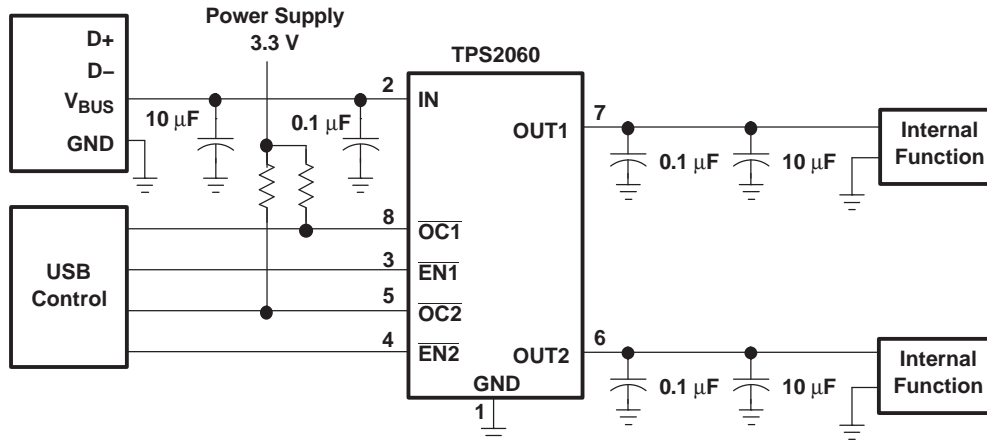 Power Supply
3.3 V
TPS2060
D+
D−
V_BUS
GND
10 μF
0.1 μF
2
IN
7
OUT1
0.1 μF
10 μF
Internal
Function
USB
Control
8
OC1
3
EN1
5
OC2
4
EN2
6
OUT2
0.1 μF
10 μF
Internal
Function
GND
1